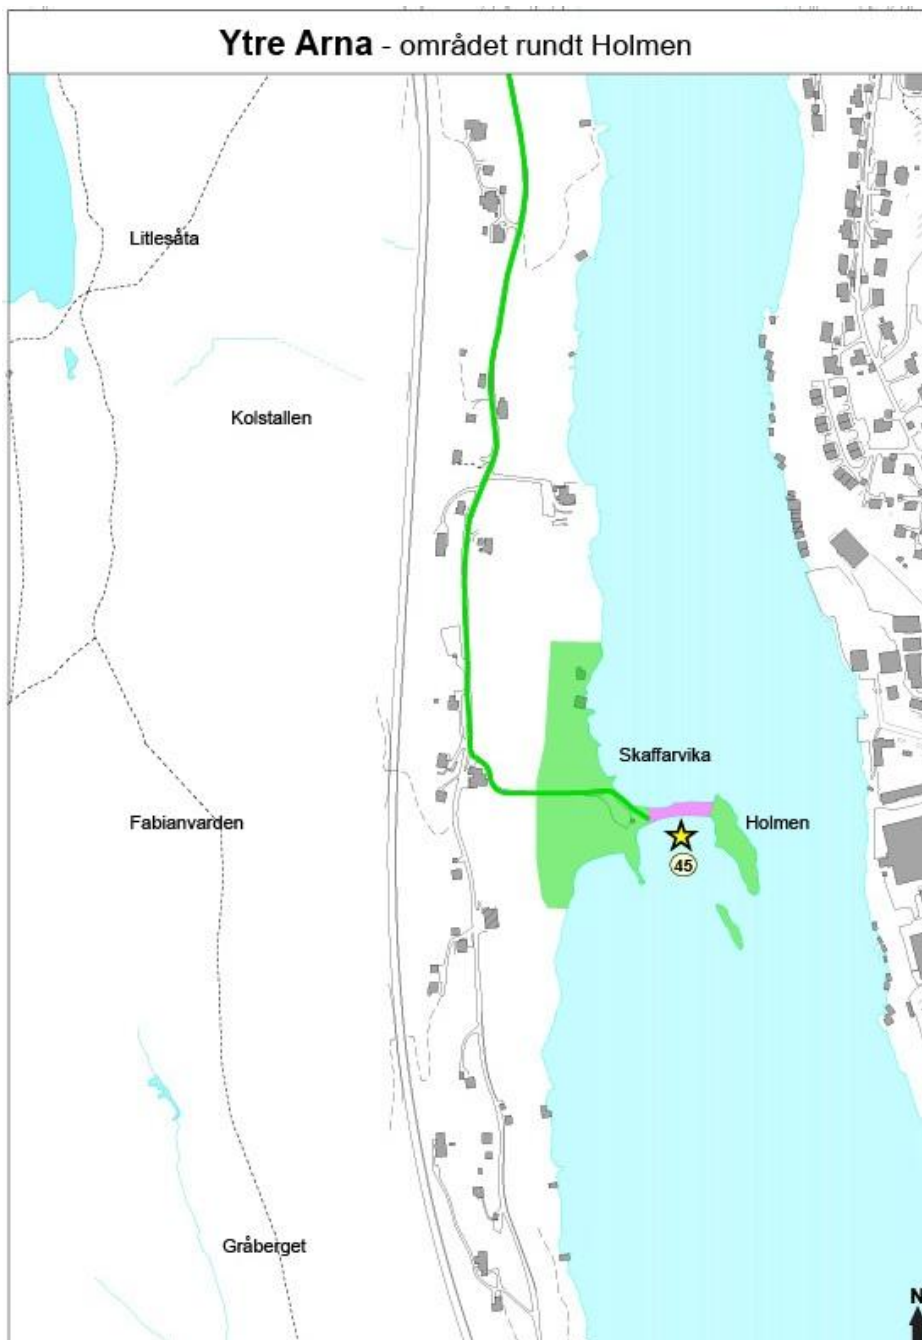 Ytre Arna - området rundt Holmen
Litlesåta
Kolstallen
Skaffarvika
Fabianvarden
Holmen
45
Gråberget
N